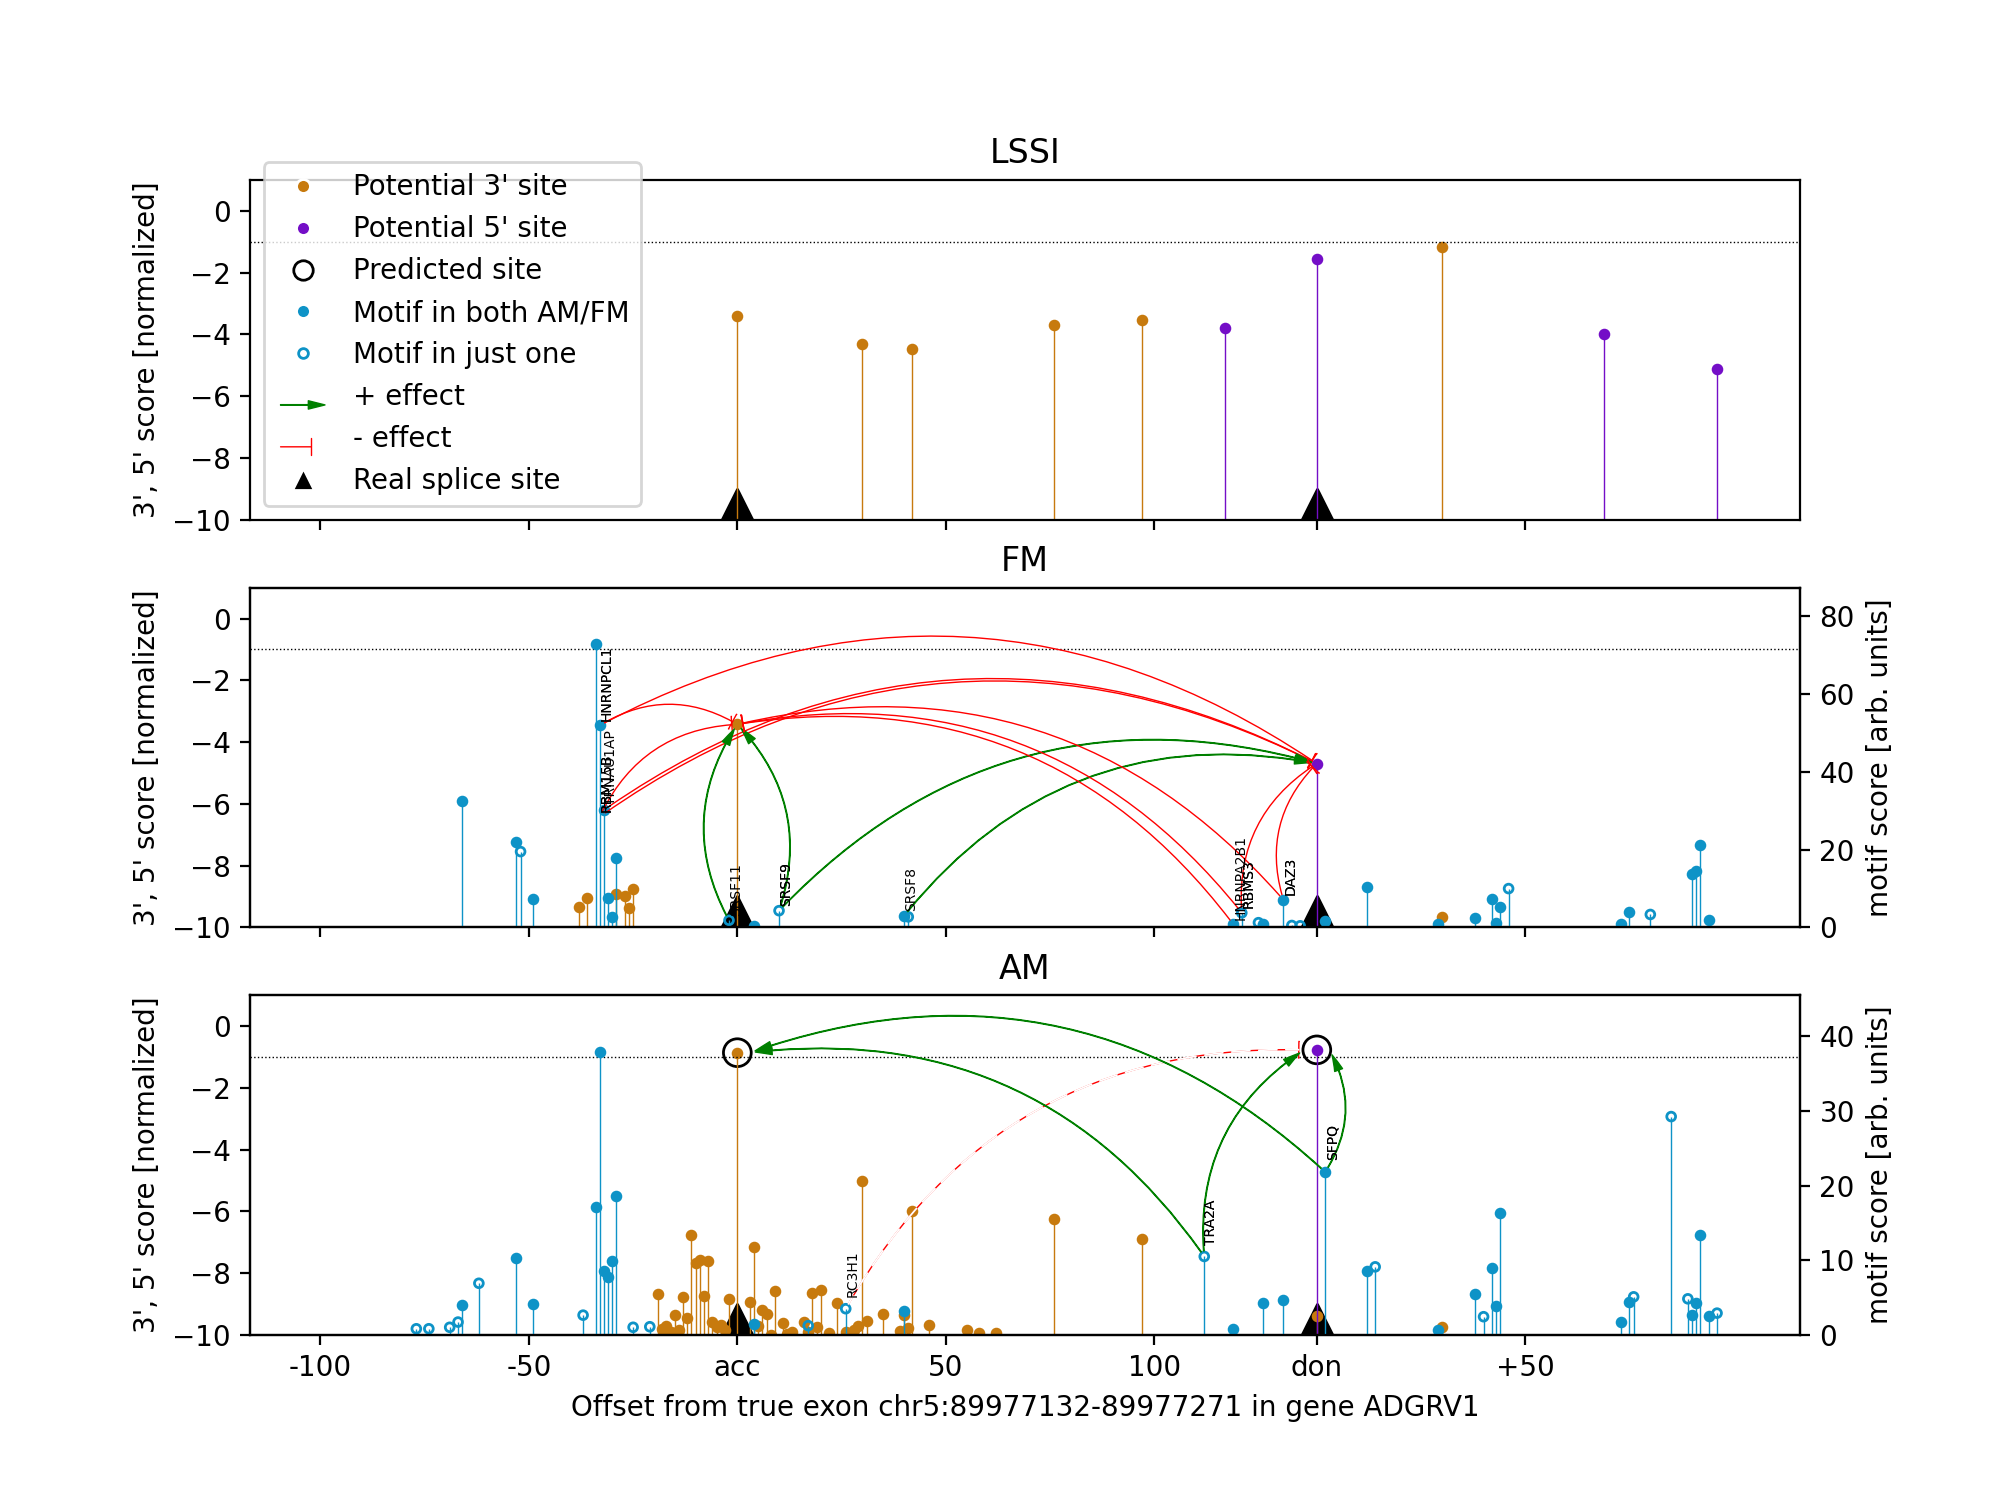 LSSI
3', 5' score [normalized]
0
−2
−4
−6
−8
−10
Potential 3' site
Potential 5' site
Predicted site
Motif in both AM/FM
Motif in just one
+ effect
- effect
Real splice site
FM
3', 5' score [normalized]
0
−2
−4
−6
−8
−10
80
60
40
20
0
motif score [arb. units]
HNRNPCL1
SRSF9
SRSF8
HNRNPA2B1
RBMS3
DAZ3
AM
3', 5' score [normalized]
0
−2
−4
−6
−8
−10
40
30
20
10
0
motif score [arb. units]
RC3H1
TRA2A
SFPQ
-100
-50
acc
50
100
don
+50
Offset from true exon chr5:89977132-89977271 in gene ADGRV1